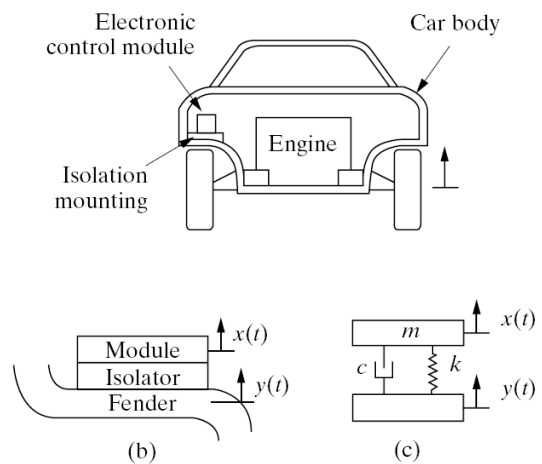 Electronic
control module
Car body
Engine
Isolation
mounting
x(t)
Module
Isolator
y(t)
Fender
(b)
x(t)
m
c
k
y(t)
(c)